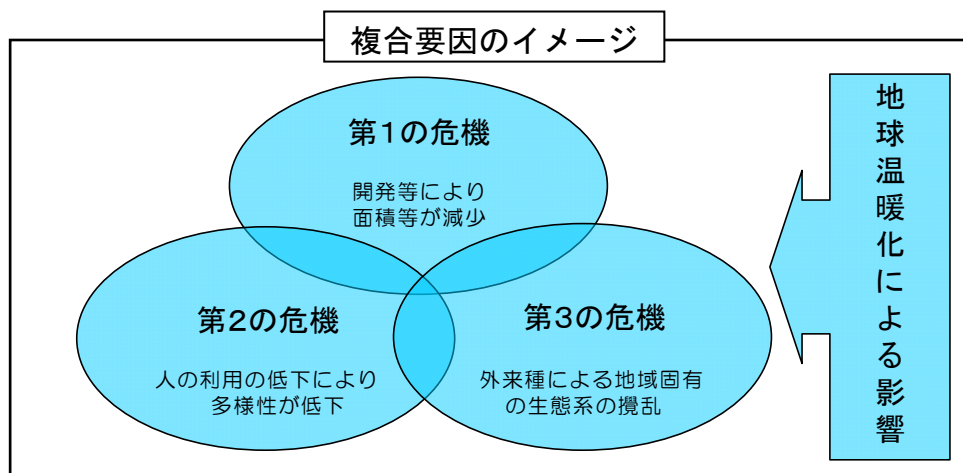 複合要因のイメージ
第1の危機
開発等により
面積等が減少
第2の危機
人の利用の低下により
多様性が低下
第3の危機
外来種による地域固有
の生態系の攪乱
地球温暖化による影響